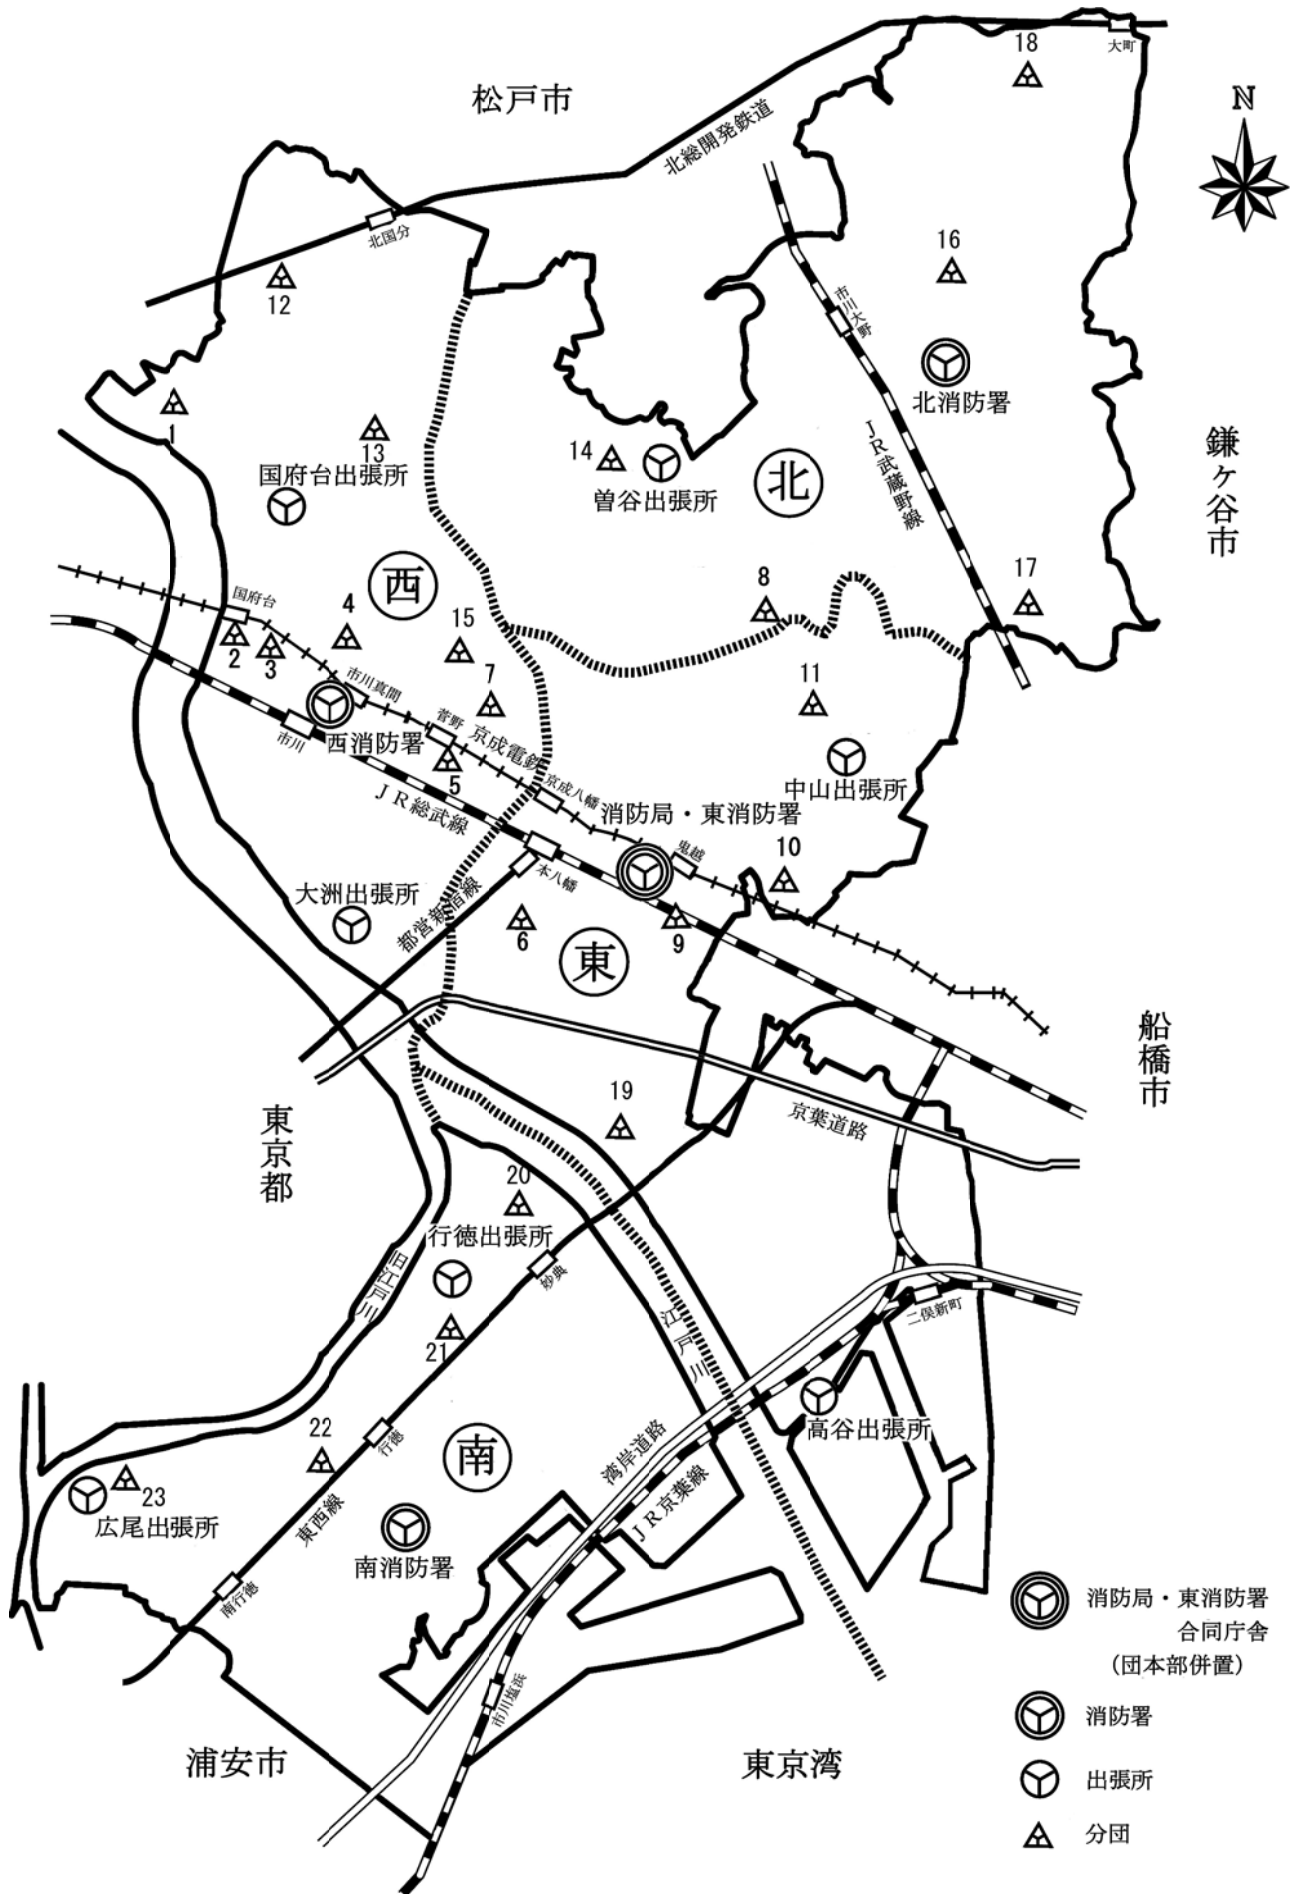 18
大町
松戸市
N
北総開発鉄道
北国分
12
16
市川大野
北消防署
1
13
国府台出張所
14
曽谷出張所
北
JR武蔵野線
鎌ヶ谷市
西
国府台
2
3
4
15
8
17
市川真間
7
11
市川
西消防署
菅野
京成電鉄
5
JR総武線
京成八幡
消防局・東消防署
中山出張所
鬼越
10
本八幡
大洲出張所
都営新宿線
6
9
東
船橋市
19
京葉道路
東京都
20
行徳出張所
妙典
旧江戸川
21
江戸川
二俣新町
高谷出張所
22
行徳
南
湾岸道路
JR京葉線
23
広尾出張所
東西線
南消防署
南行徳
市川塩浜
浦安市
東京湾
消防局・東消防署
合同庁舎
(団本部併置)
消防署
出張所
分団